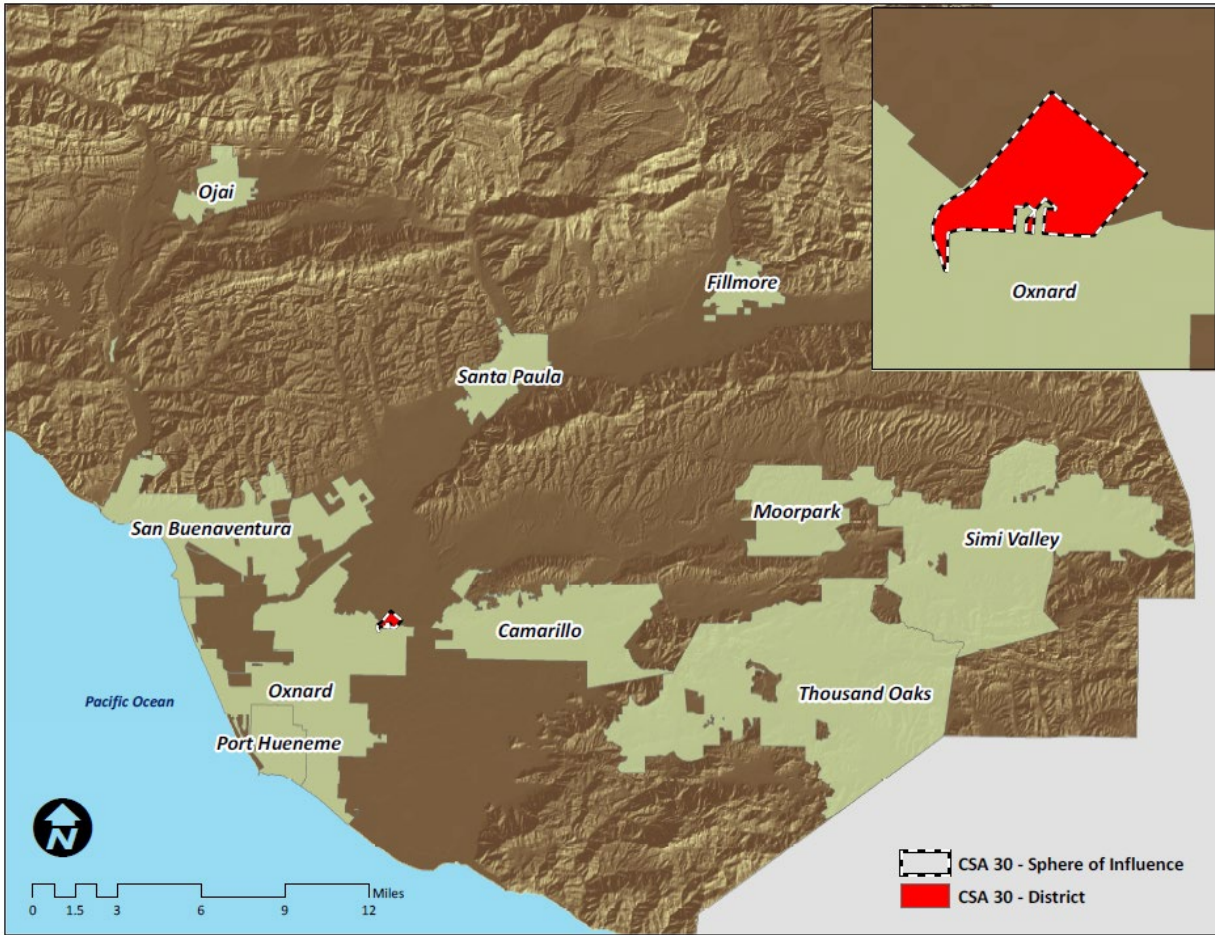 Ojai
Fillmore
Santa Paula
Oxnard
San Buenaventura
Moorpark
Simi Valley
Camarillo
Oxnard
Thousand Oaks
Pacific Ocean
Port Hueneme
N
Miles
0 1.5 3 6 9 12
CSA 30 - Sphere of Influence
CSA 30 - District